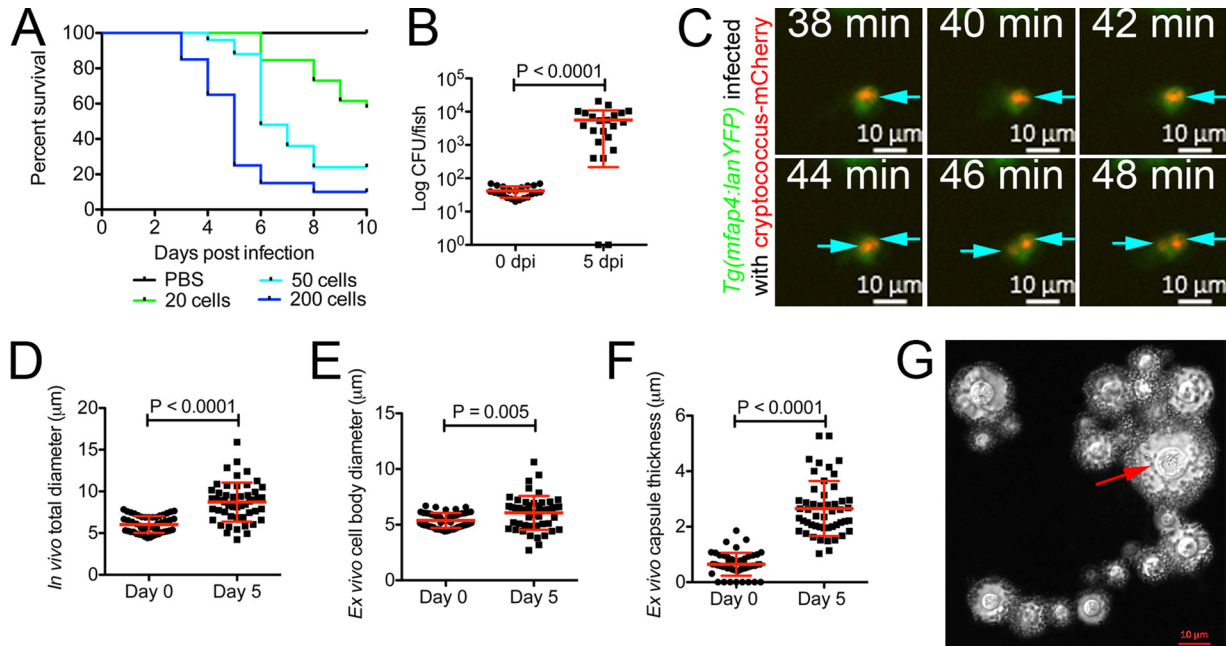 A
Percent survival
100
80
60
40
20
0
0 2 4 6 8 10
Days post infection
PBS
50 cells
20 cells
200 cells
B
P < 0.0001
Log CFU/fish
10⁵
10⁴
10³
10²
10¹
10⁰
0 dpi 5 dpi
C
Tg(mfap4:lanYFP) infected
with cryptococcus-mCherry
38 min
40 min
42 min
10 μm
10 μm
10 μm
44 min
46 min
48 min
10 μm
10 μm
10 μm
D
In vivo total diameter (μm)
P < 0.0001
20
15
10
5
0
Day 0 Day 5
E
Ex vivo cell body diameter (μm)
P = 0.005
15
10
5
0
Day 0 Day 5
F
Ex vivo capsule thickness (μm)
P <0.0001
6
4
2
0
Day 0 Day 5
G
10 μm